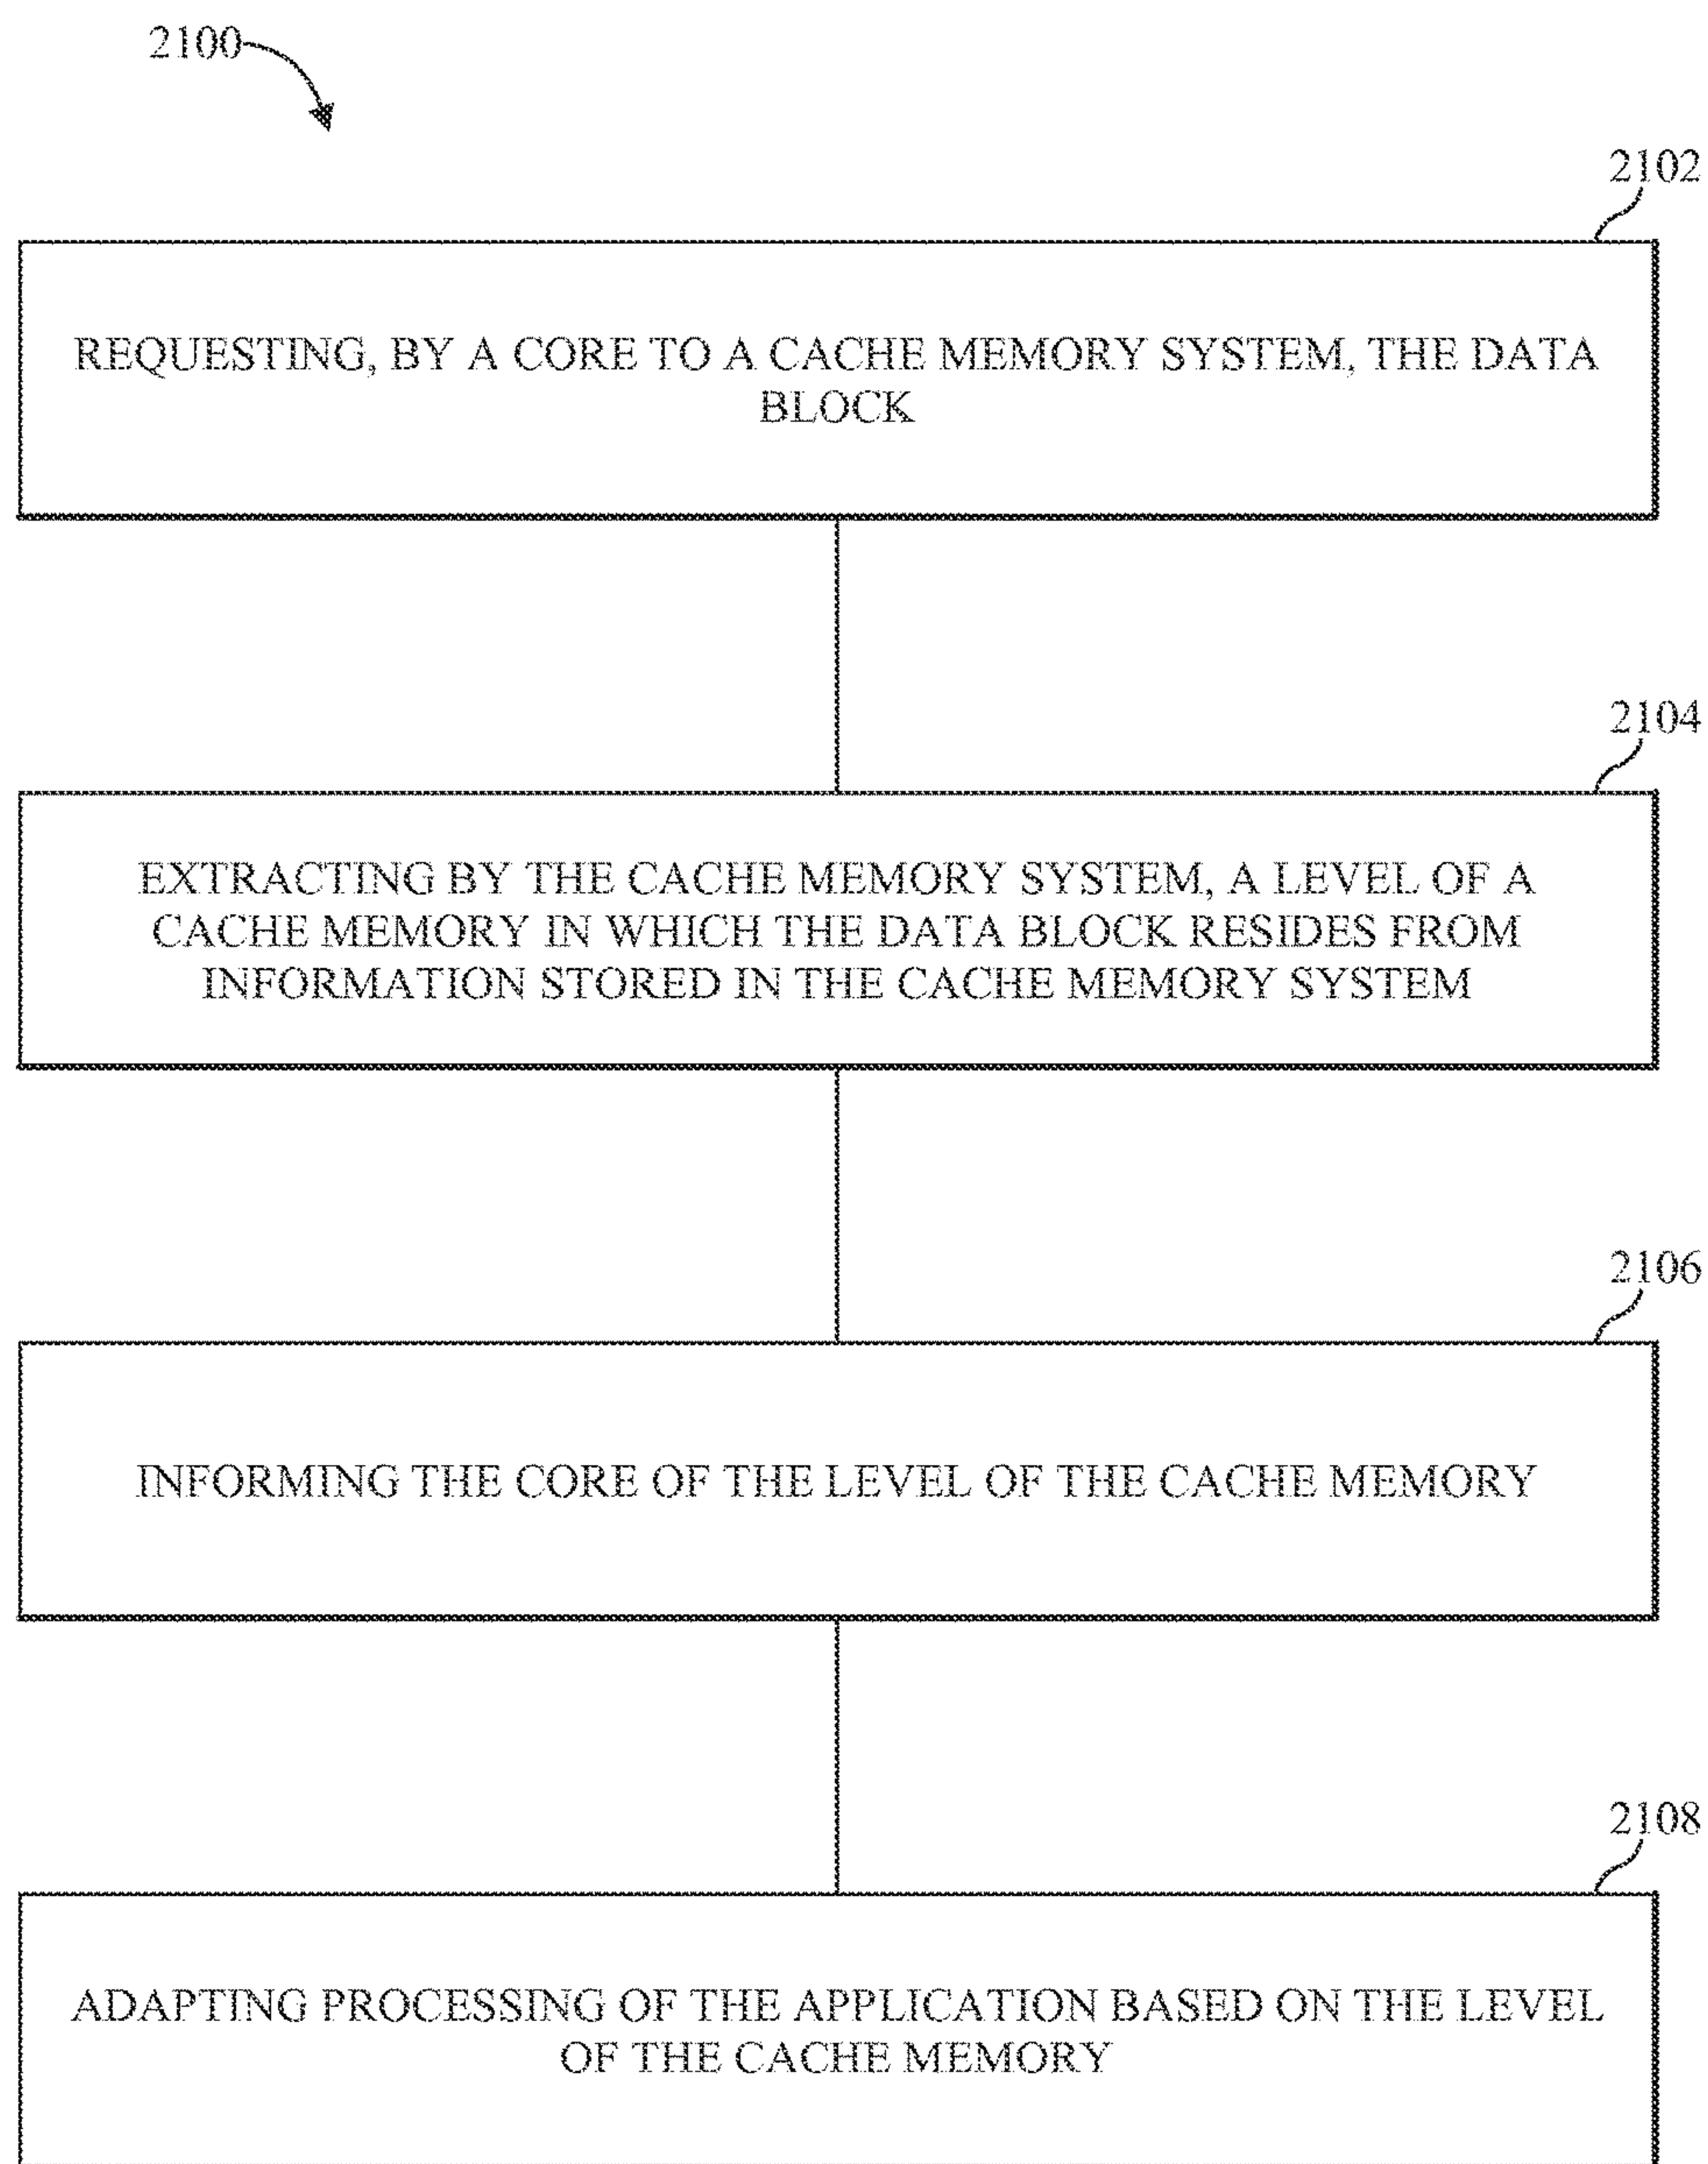 2100
2102
REQUESTING, BY A CORE TO A CACHE MEMORY SYSTEM, THE DATA
BLOCK
2104
EXTRACTING BY THE CACHE MEMORY SYSTEM, A LEVEL OF A
CACHE MEMORY IN WHICH THE DATA BLOCK RESIDES FROM
INFORMATION STORED IN THE CACHE MEMORY SYSTEM
2106
INFORMING THE CORE OF THE LEVEL OF THE CACHE MEMORY
2108
ADAPTING PROCESSING OF THE APPLICATION BASED ON THE LEVEL
OF THE CACHE MEMORY